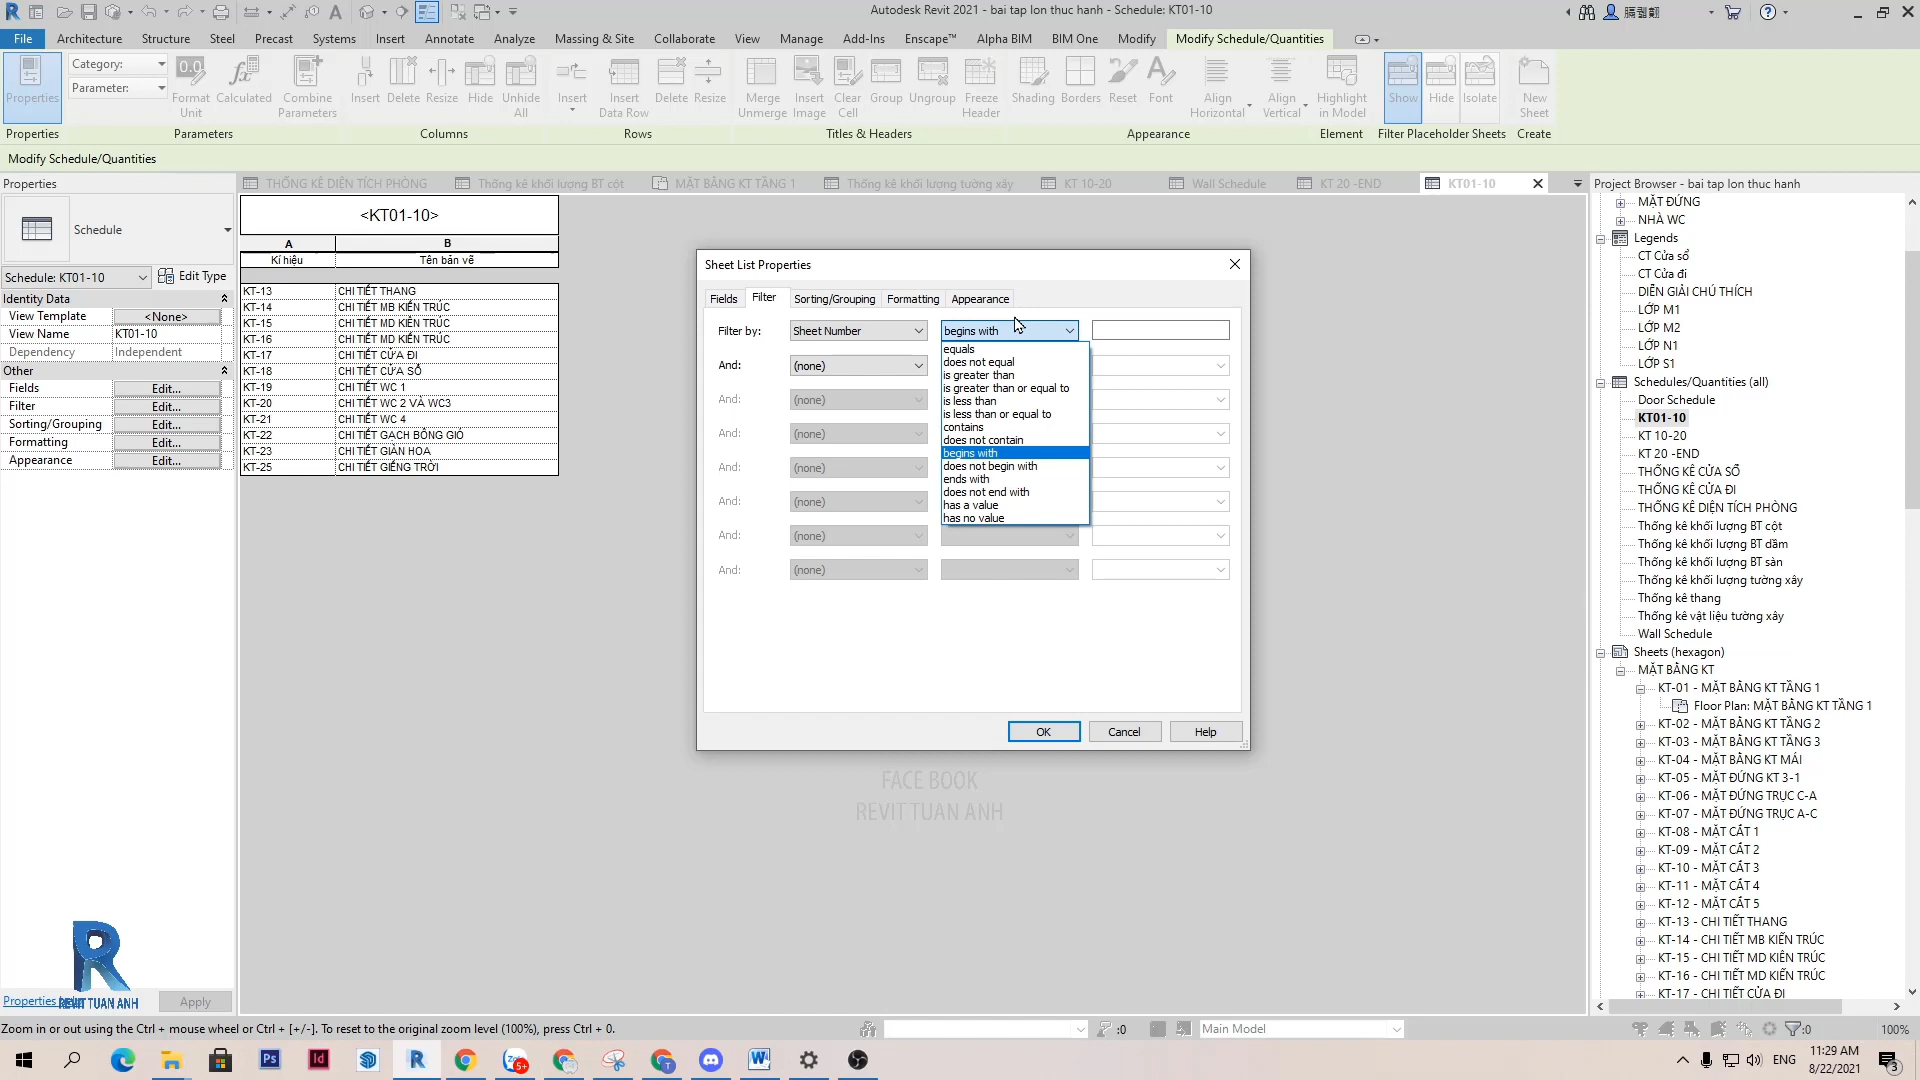 Autodesk Revit 2021 - bai tap lon thuc hanh - Schedule: KT01-10
File Architecture Structure Steel Precast Systems Insert Annotate Analyze Massing & Site Collaborate View Manage Add-Ins Enscape™ Alpha BIM BIM One Modify Modify Schedule/Quantities
Properties
Category:
Parameter:
Format Unit
Calculated
Combine Parameters
Insert Delete Resize Hide Unhide All
Insert
Insert Data Row
Delete Resize
Merge Unmerge
Insert Image
Clear Cell
Group Ungroup
Freeze Header
Shading Borders Reset Font
Align Horizontal
Align Vertical
Highlight in Model
Show Hide Isolate
New Sheet
Properties Parameters Columns Rows Titles & Headers Appearance Element Filter Placeholder Sheets Create
Modify Schedule/Quantities
Properties
THỐNG KÊ DIỆN TÍCH PHÒNG
Thống kê khối lượng BT cột
MẶT BẰNG KT TẦNG 1
Thống kê khối lương tường xây
KT 10-20
Wall Schedule
KT 20 -END
KT01-10
Project Browser - bai tap lon thuc hanh
Schedule
Schedule: KT01-10
Edit Type
Identity Data
View Template <None>
View Name KT01-10
Dependency Independent
Other
Fields Edit...
Filter Edit...
Sorting/Grouping Edit...
Formatting Edit...
Appearance Edit...
<KT01-10>
A B
Kí hiệu Tên bản vẽ
KT-13 CHI TIẾT THANG
KT-14 CHI TIẾT MB KIẾN TRÚC
KT-15 CHI TIẾT MD KIẾN TRÚC
KT-16 CHI TIẾT MD KIẾN TRÚC
KT-17 CHI TIẾT CỬA ĐI
KT-18 CHI TIẾT CỬA SỔ
KT-19 CHI TIẾT WC 1
KT-20 CHI TIẾT WC 2 VÀ WC3
KT-21 CHI TIẾT WC 4
KT-22 CHI TIẾT GẠCH BÔNG GIÓ
KT-23 CHI TIẾT GIÀN HOA
KT-25 CHI TIẾT GIẾNG TRỜI
Sheet List Properties
Fields Filter Sorting/Grouping Formatting Appearance
Filter by: Sheet Number begins with
And: (none)
And: (none)
And: (none)
And: (none)
And: (none)
And: (none)
And: (none)
equals
does not equal
is greater than
is greater than or equal to
is less than
is less than or equal to
contains
does not contain
begins with
does not begin with
ends with
does not end with
has a value
has no value
OK Cancel Help
FACE BOOK
REVIT TUAN ANH
MẶT ĐỨNG
NHÀ WC
Legends
CT Cửa sổ
CT Cửa đi
DIỄN GIẢI CHÚ THÍCH
LỚP M1
LỚP M2
LỚP N1
LỚP S1
Schedules/Quantities (all)
Door Schedule
KT01-10
KT 10-20
KT 20 -END
THỐNG KÊ CỬA SỔ
THỐNG KÊ CỬA ĐI
THỐNG KÊ DIỆN TÍCH PHÒNG
Thống kê khối lượng BT cột
Thống kê khối lượng BT dầm
Thống kê khối lượng BT sàn
Thống kê khối lương tường xây
Thống kê thang
Thống kê vật liệu tường xây
Wall Schedule
Sheets (hexagon)
MẶT BẰNG KT
KT-01 - MẶT BẰNG KT TẦNG 1
Floor Plan: MẶT BẰNG KT TẦNG 1
KT-02 - MẶT BẰNG KT TẦNG 2
KT-03 - MẶT BẰNG KT TẦNG 3
KT-04 - MẶT BẰNG KT MÁI
KT-05 - MẶT ĐỨNG KT 3-1
KT-06 - MẶT ĐỨNG TRỤC C-A
KT-07 - MẶT ĐỨNG TRỤC A-C
KT-08 - MẶT CẮT 1
KT-09 - MẶT CẮT 2
KT-10 - MẶT CẮT 3
KT-11 - MẶT CẮT 4
KT-12 - MẶT CẮT 5
KT-13 - CHI TIẾT THANG
KT-14 - CHI TIẾT MB KIẾN TRÚC
KT-15 - CHI TIẾT MD KIẾN TRÚC
KT-16 - CHI TIẾT MD KIẾN TRÚC
KT-17 - CHI TIẾT CỬA ĐI
Properties
REVIT TUAN ANH
Apply
Zoom in or out using the Ctrl + mouse wheel or Ctrl + [+/-]. To reset to the original zoom level (100%), press Ctrl + 0.
:0
Main Model
:0
100%
ENG
11:29 AM
8/22/2021
3